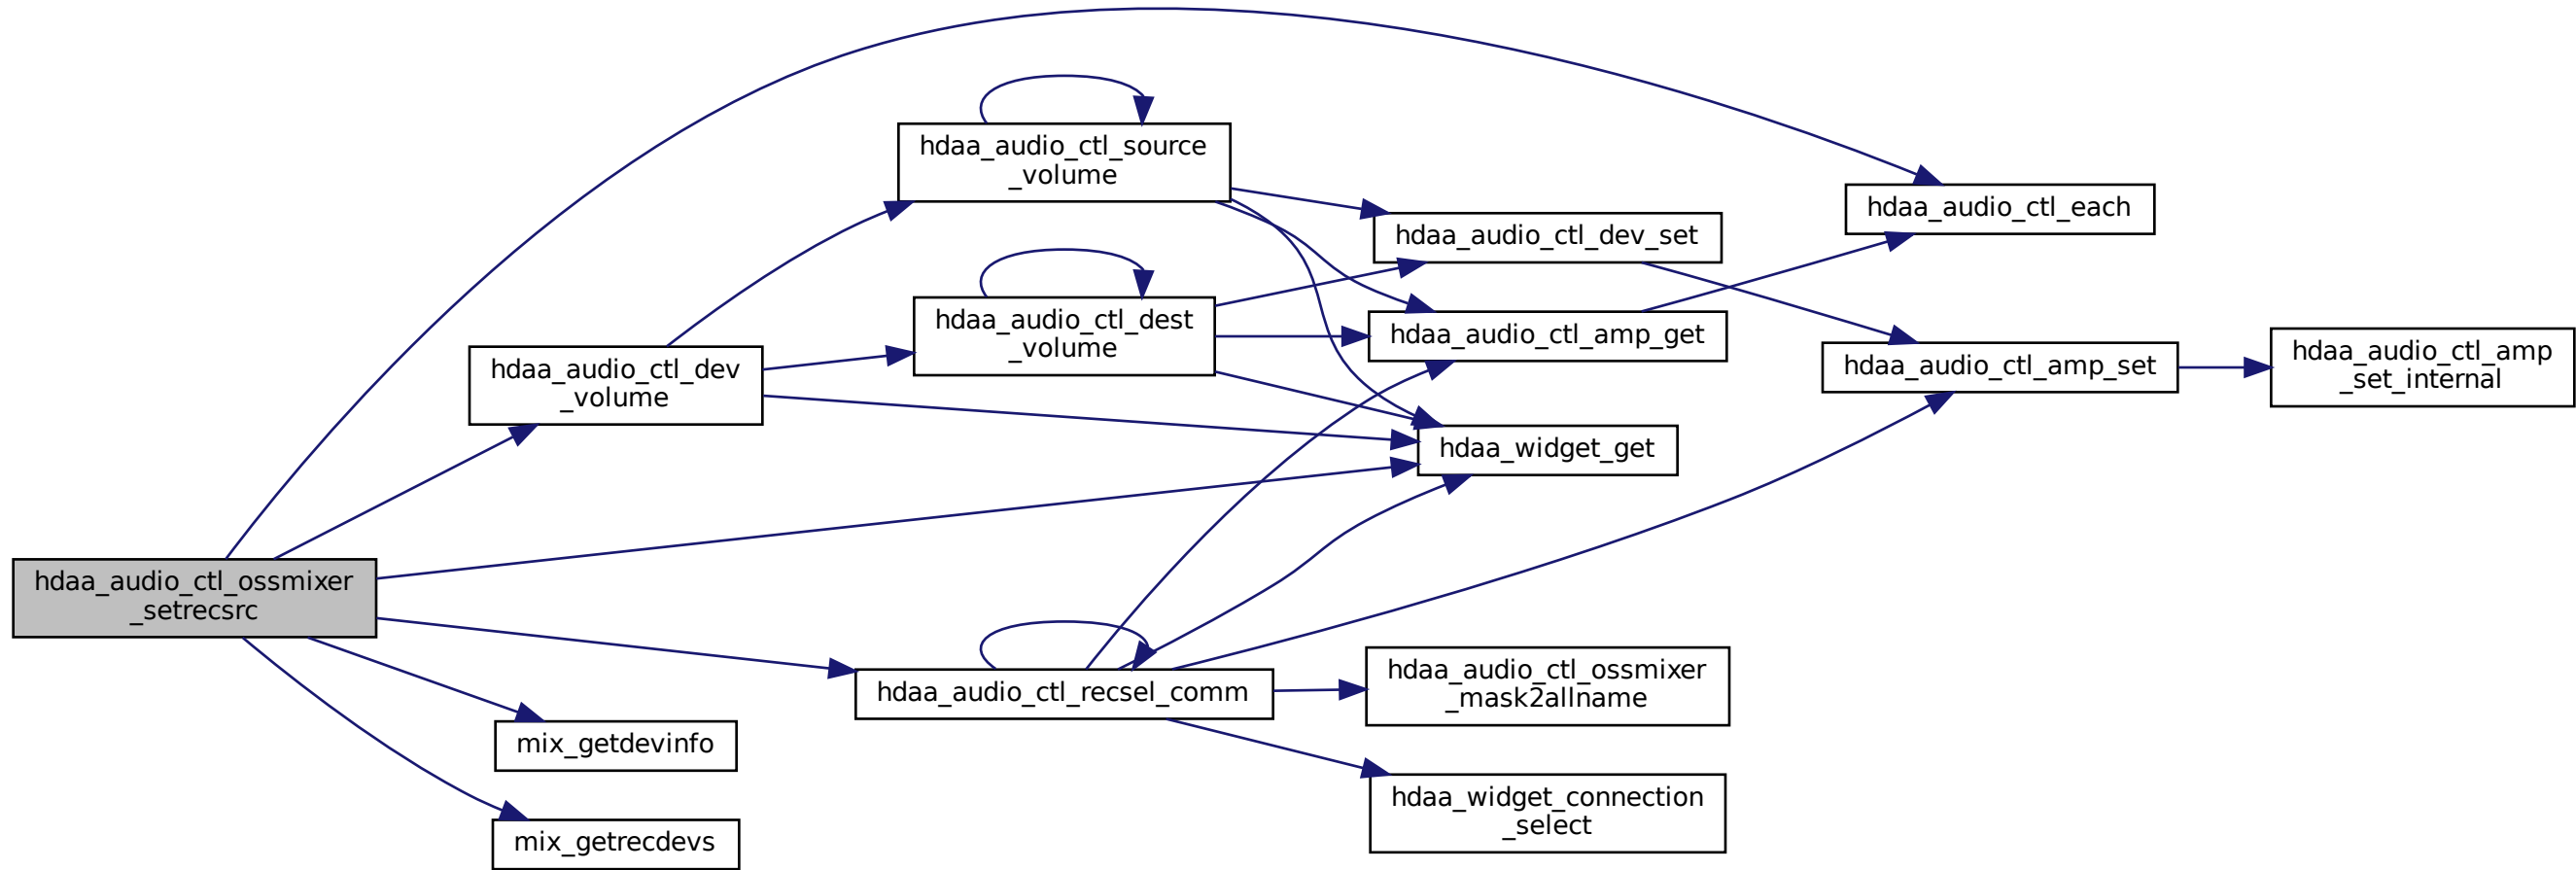 hdaa_audio_ctl_ossmixer
_setrecsrc
hdaa_audio_ctl_dev
_volume
mix_getdevinfo
mix_getrecdevs
hdaa_audio_ctl_source
_volume
hdaa_audio_ctl_dest
_volume
hdaa_audio_ctl_recsel_comm
hdaa_audio_ctl_dev_set
hdaa_audio_ctl_amp_get
hdaa_widget_get
hdaa_audio_ctl_ossmixer
_mask2allname
hdaa_widget_connection
_select
hdaa_audio_ctl_each
hdaa_audio_ctl_amp_set
hdaa_audio_ctl_amp
_set_internal